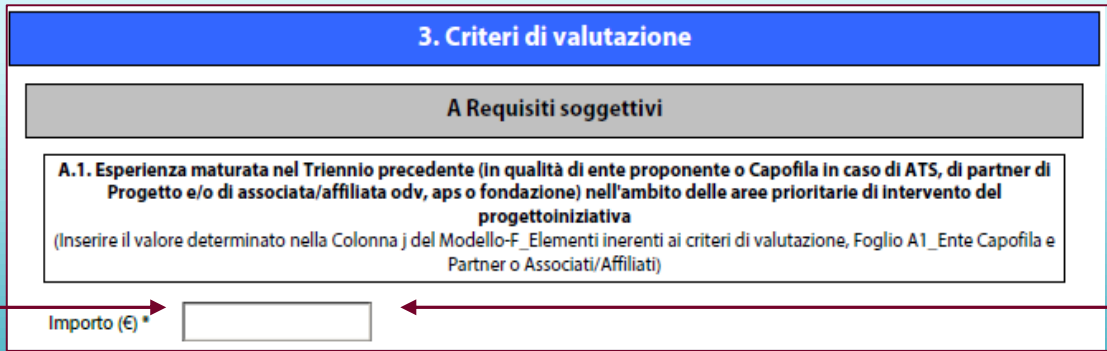 3. Criteri di valutazione
A Requisiti soggettivi
A.1. Esperienza maturata nel Triennio precedente (in qualità di ente proponente o Capofila in caso di ATS, di partner di
Progetto e/o di associata/affiliata odv, aps o fondazione) nell'ambito delle aree prioritarie di intervento del
progettoiniziativa
(Inserire il valore determinato nella Colonna j del Modello-F_Elementi inerenti ai criteri di valutazione, Foglio A1_Ente Capofila e
Partner o Associati/Affiliati)
Importo (€) *